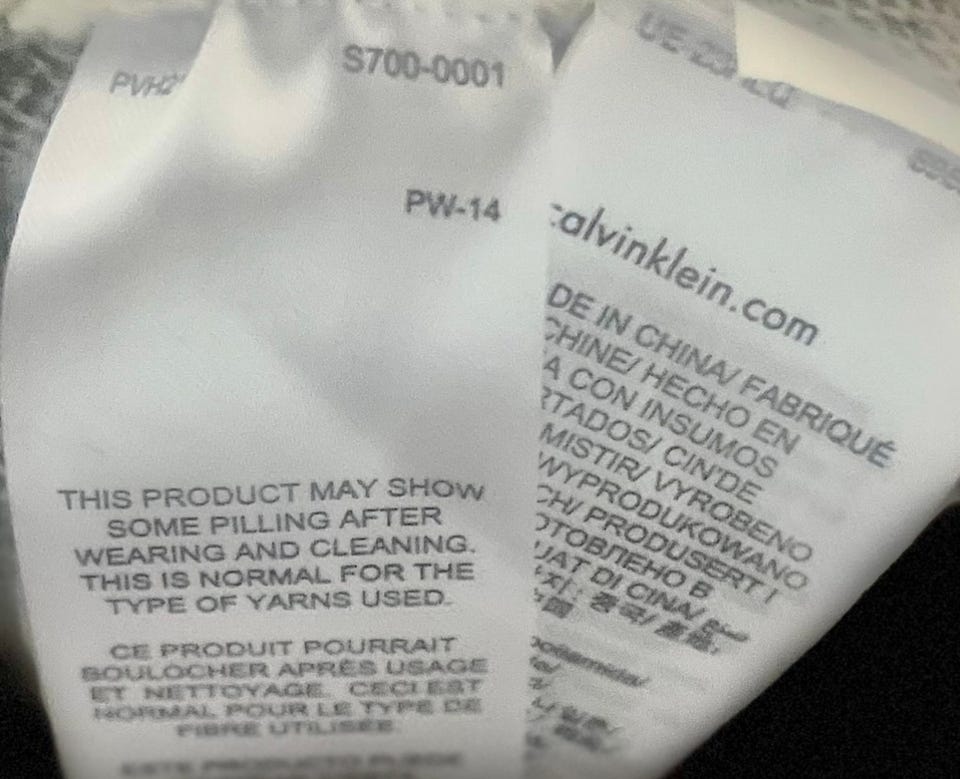 S700-0001
PW-14
THIS PRODUCT MAY SHOW
SOME PILLING AFTER
WEARING AND CLEANING.
THIS IS NORMAL FOR THE
TYPE OF YARNS USED.
CE PRODUIT POURRAIT
BOULOCHER APRÈS USAGE
ET NETTOYAGE. CECI EST
NORMAL POUR LE TYPE DE
FIBRE UTILISÉE.
ESTE PRODUCTO PUEDE
calvinklein.com
DE IN CHINA/ FABRIQUÉ
CHINE/ HECHO EN
A CON INSUMOS
RTADOS/ CIN'DE
MISTIR/ VYROBENO
WYPRODUKOWANO
CH/ PRODUSERT I
ОТОВЛЕНО В
UAT DI CINA/